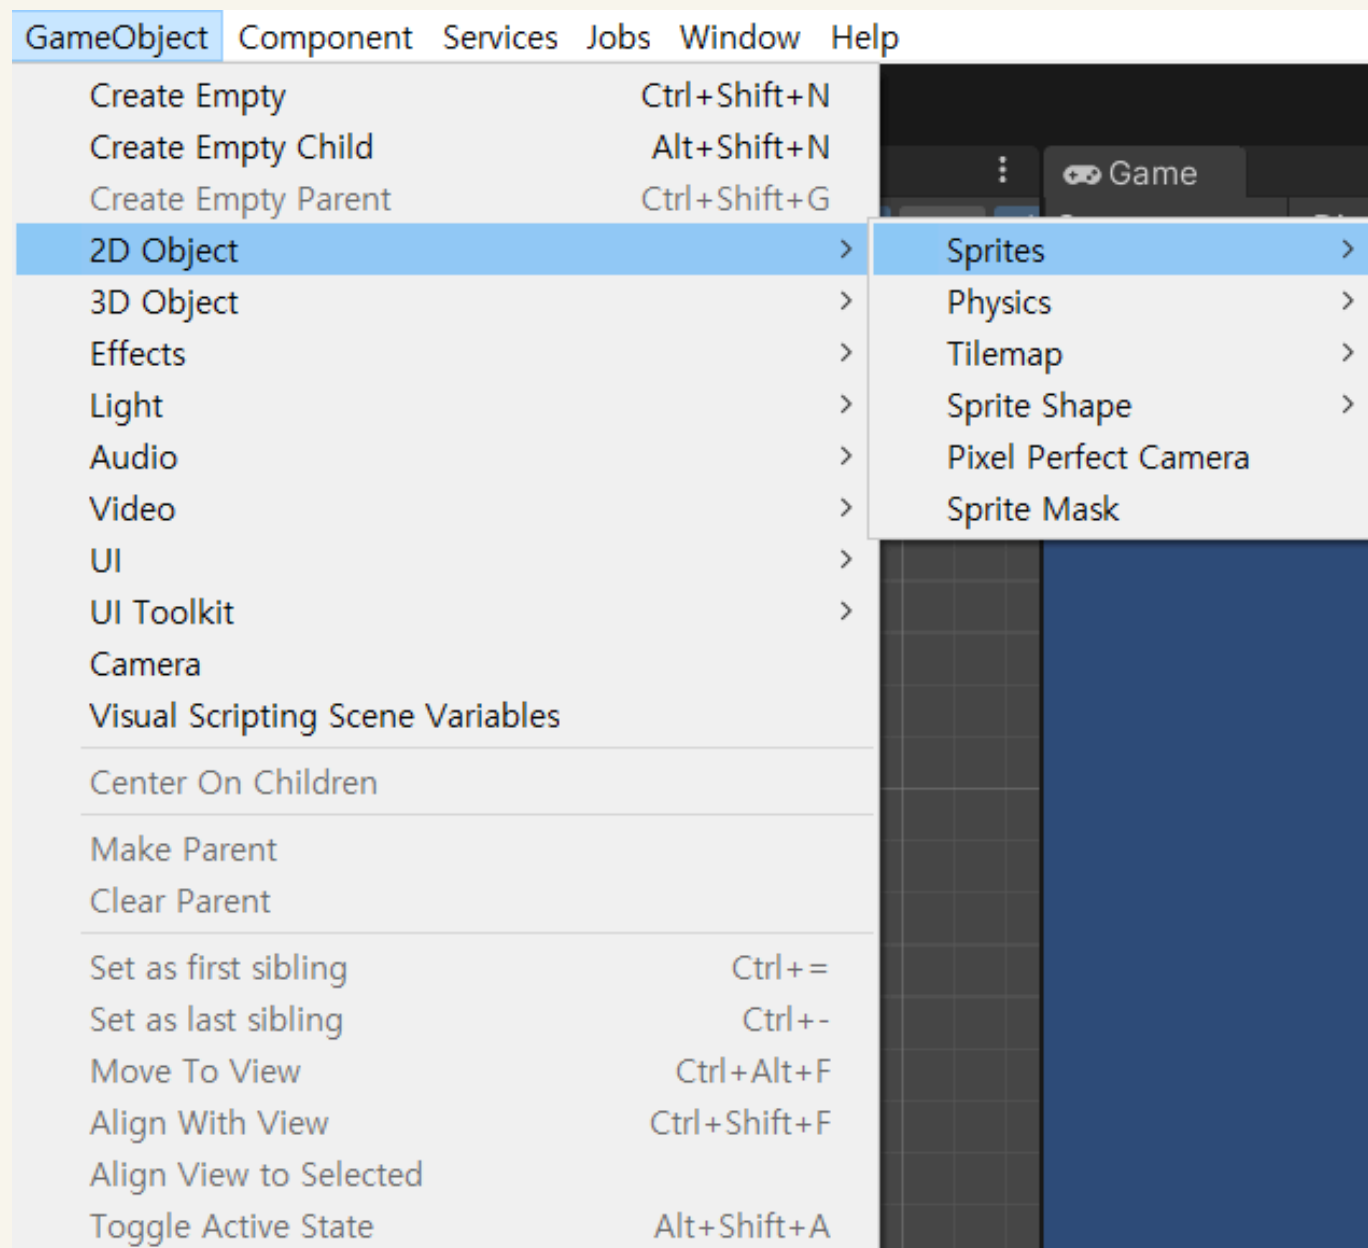 GameObject Component Services Jobs Window Help
Create Empty Ctrl+Shift+N
Create Empty Child Alt+Shift+N
Create Empty Parent Ctrl+Shift+G
2D Object
3D Object
Effects
Light
Audio
Video
UI
UI Toolkit
Camera
Visual Scripting Scene Variables
Center On Children
Make Parent
Clear Parent
Set as first sibling Ctrl+=
Set as last sibling Ctrl+-
Move To View Ctrl+Alt+F
Align With View Ctrl+Shift+F
Align View to Selected
Toggle Active State Alt+Shift+A
Game
Sprites
Physics
Tilemap
Sprite Shape
Pixel Perfect Camera
Sprite Mask